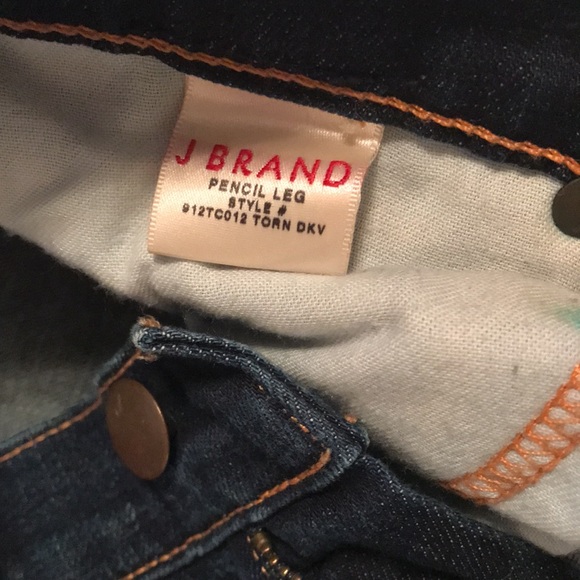 J BRAND
PENCIL LEG
STYLE #
912TC012 TORN DKV